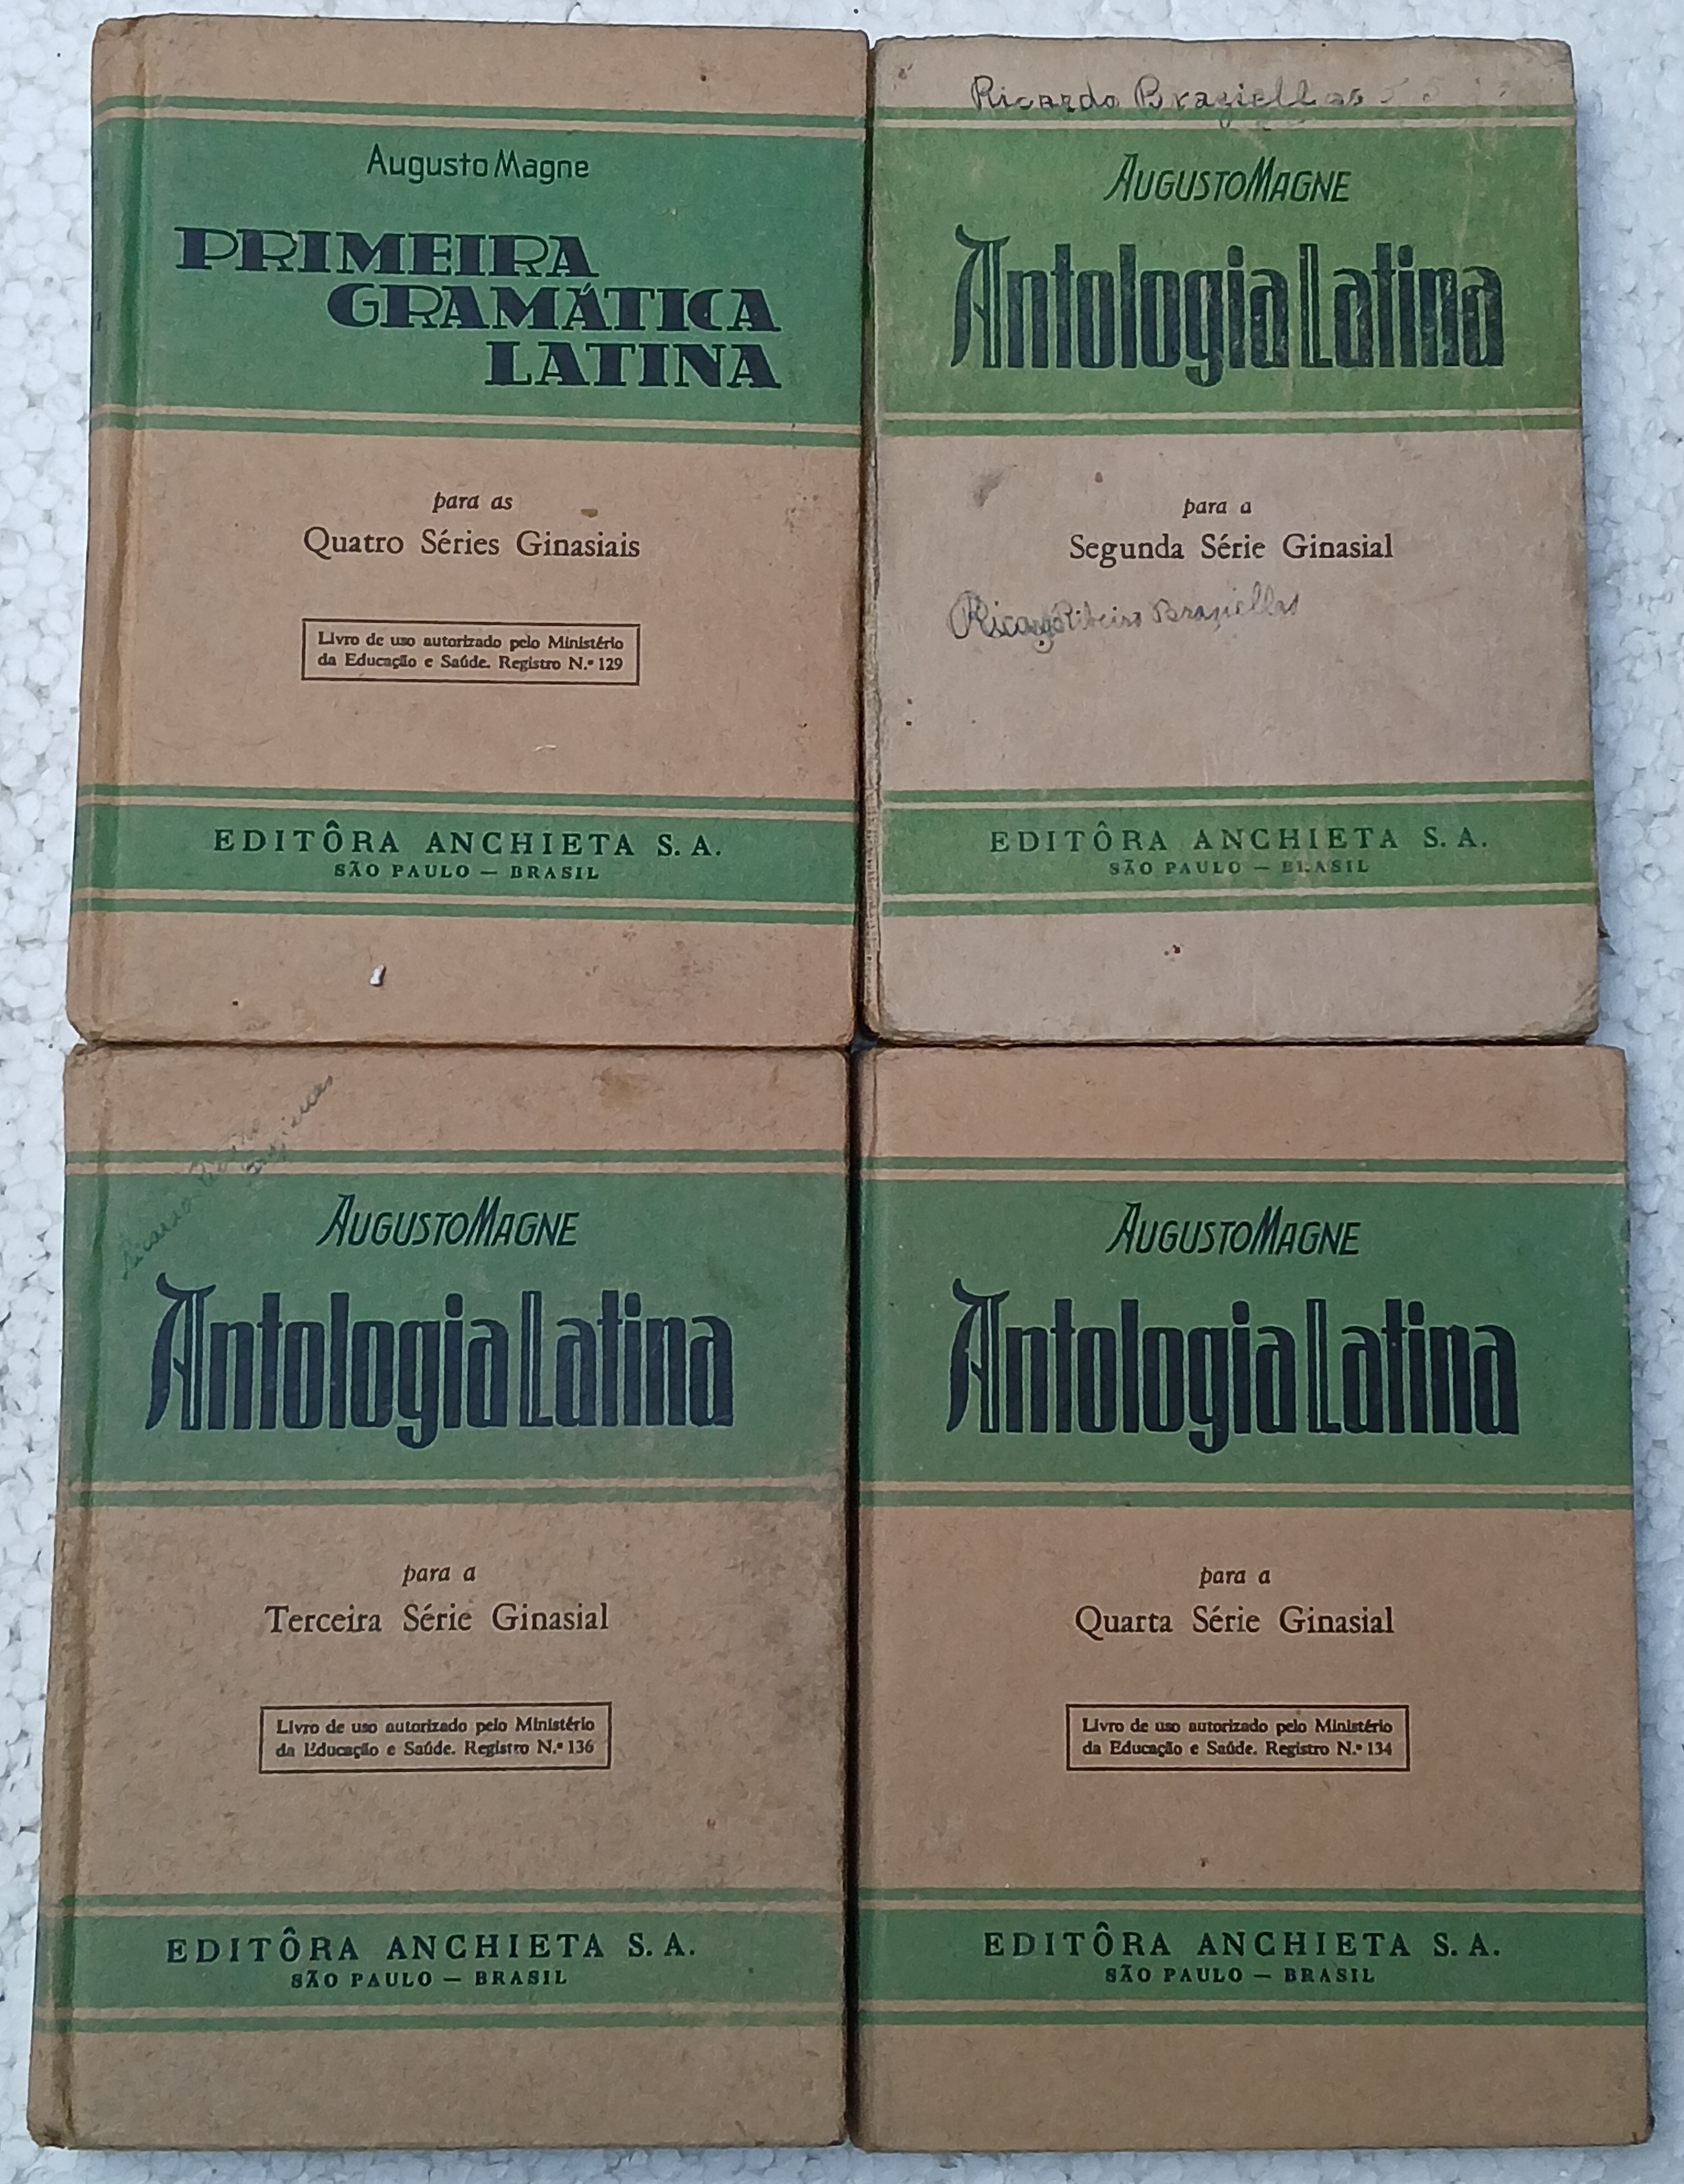 Augusto Magne
PRIMEIRA
GRAMÁTICA
LATINA
para as
Quatro Séries Ginasiais
Livro de uso autorizado pelo Ministério
da Educação e Saúde. Registro N.º 129
EDITÔRA ANCHIETA S. A.
SÃO PAULO — BRASIL
Ricardo Braziellas
AUGUSTO MAGNE
Antologia Latina
para a
Segunda Série Ginasial
Ribeiro Braziellas
EDITÔRA ANCHIETA S. A.
SÃO PAULO — BRASIL
Ricardo
AUGUSTO MAGNE
Antologia Latina
para a
Terceira Série Ginasial
Livro de uso autorizado pelo Ministério
da Educação e Saúde. Registro N.º 136
EDITÔRA ANCHIETA S. A.
SÃO PAULO — BRASIL
AUGUSTO MAGNE
Antologia Latina
para a
Quarta Série Ginasial
Livro de uso autorizado pelo Ministério
da Educação e Saúde. Registro N.º 134
EDITÔRA ANCHIETA S. A.
SÃO PAULO — BRASIL